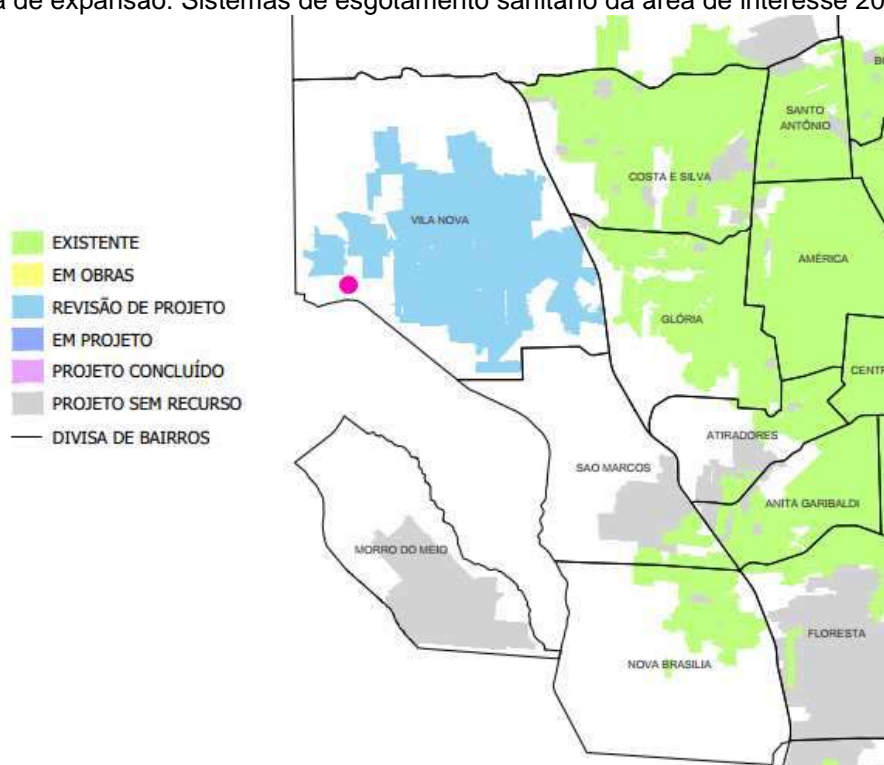 de expansão. Sistemas de esgotamento sanitário da área de interesse 20
EXISTENTE
EM OBRAS
REVISÃO DE PROJETO
EM PROJETO
PROJETO CONCLUÍDO
PROJETO SEM RECURSO
DIVISA DE BAIRROS
SANTO
ANTÔNIO
COSTA E SILVA
VILA NOVA
AMÉRICA
GLÓRIA
CENTR
ATIRADORES
SAO MARCOS
ANITA GARIBALDI
MORRO DO MEIO
FLORESTA
NOVA BRASILIA